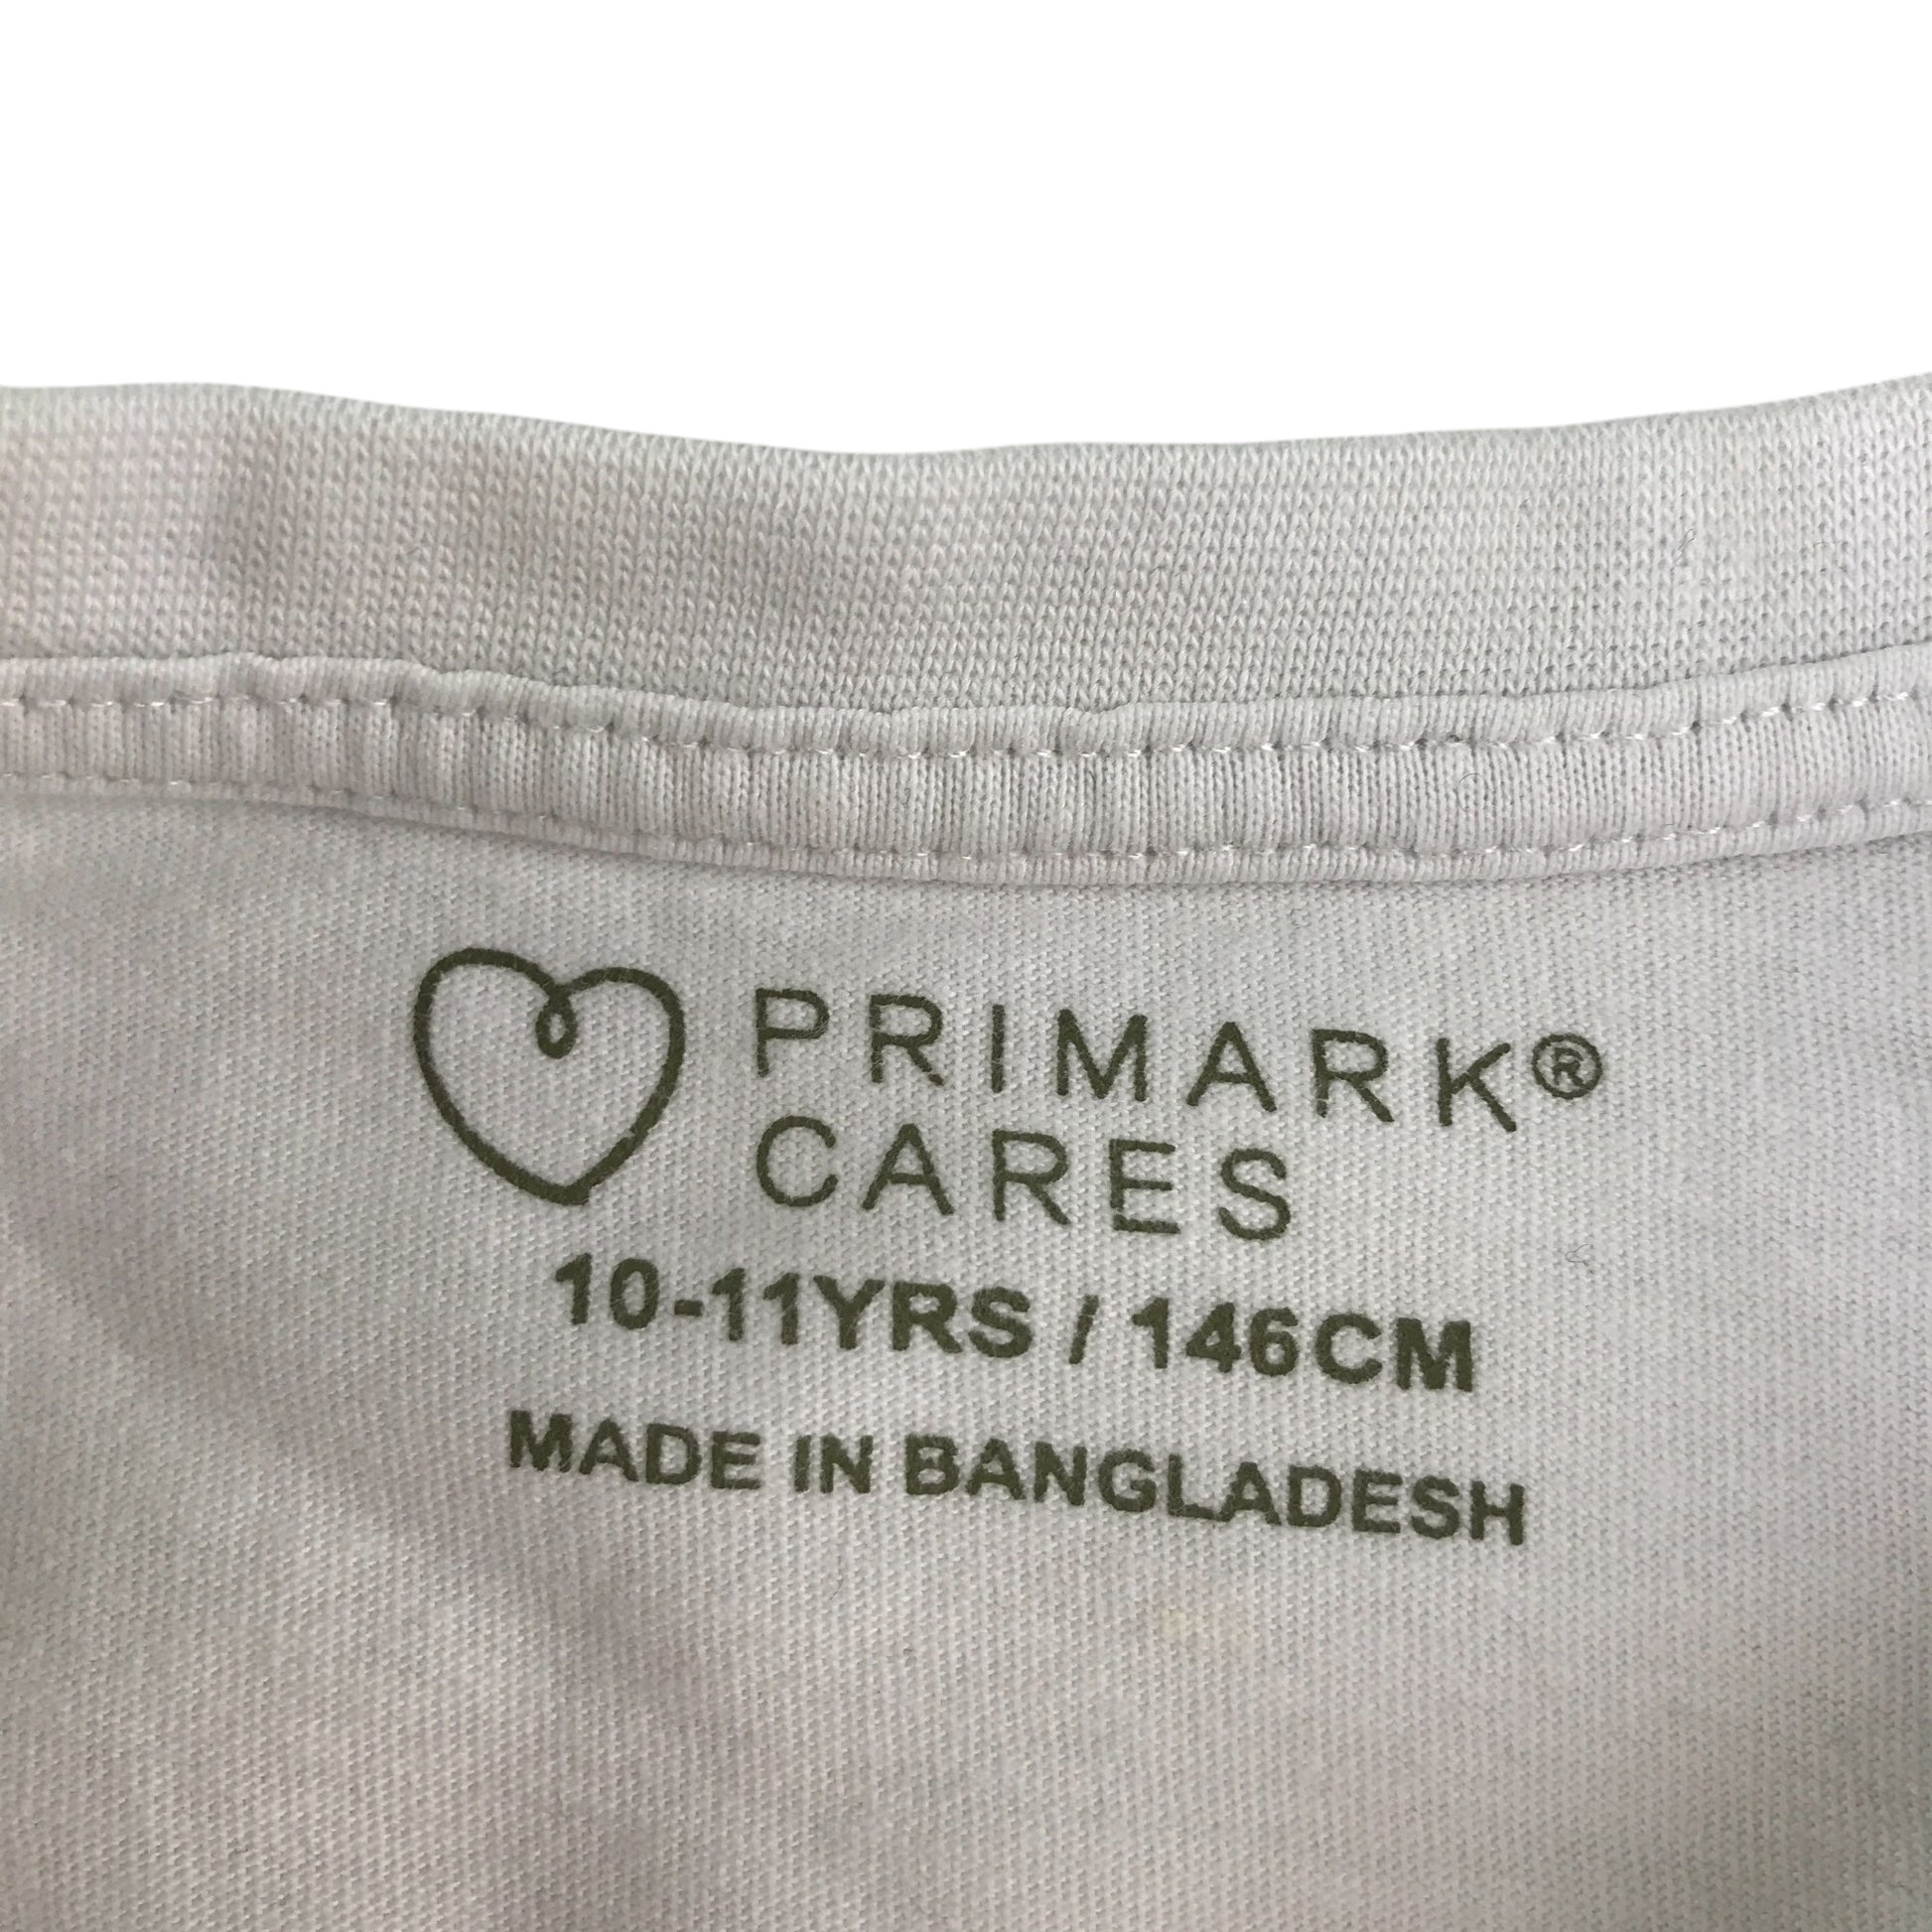 PRIMARK®
CARES
10-11YRS / 146CM
MADE IN BANGLADESH